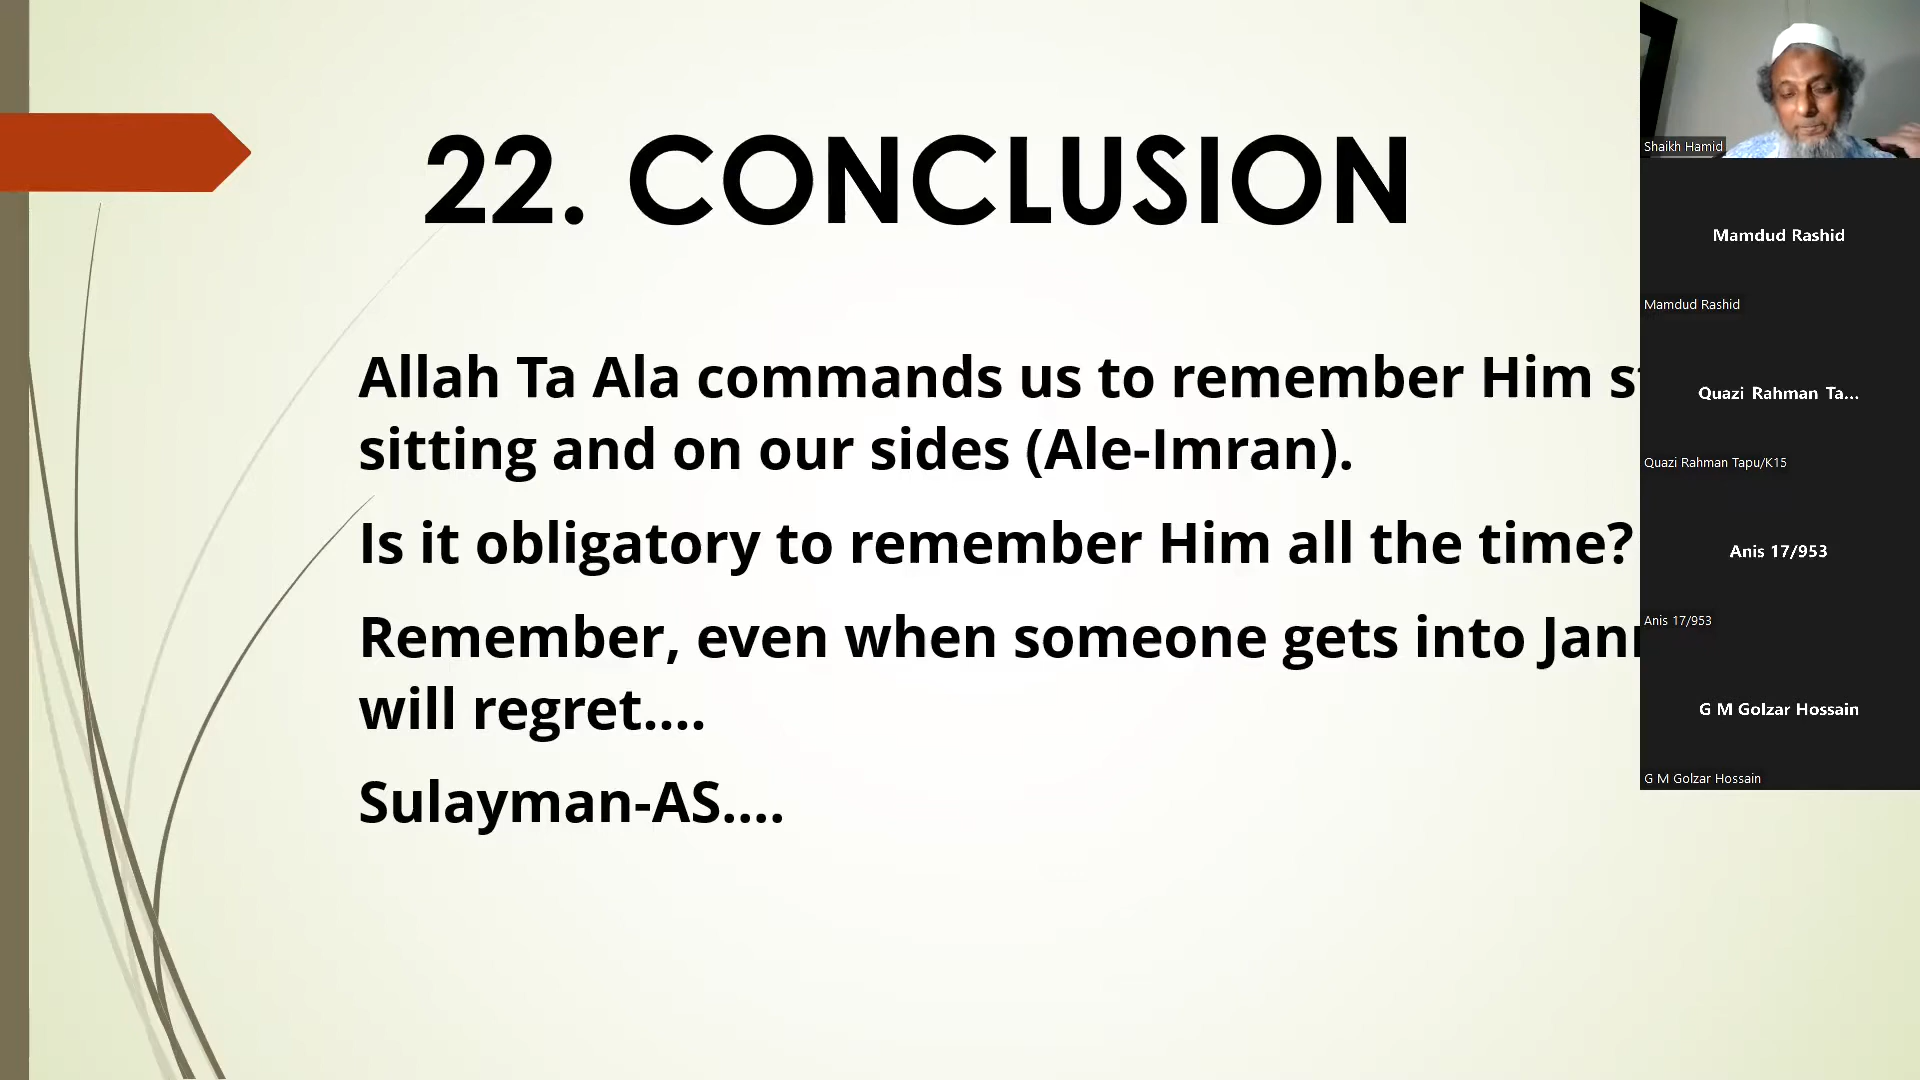 22. CONCLUSION
Allah Ta Ala commands us to remember Him
sitting and on our sides (Ale-Imran).
Is it obligatory to remember Him all the time?
Remember, even when someone gets into
will regret....
Sulayman-AS....
Shaikh Hamid
Mamdud Rashid
Mamdud Rashid
Quazi Rahman Ta...
Quazi Rahman Tapu/K15
Anis 17/953
Anis 17/953
G M Golzar Hossain
G M Golzar Hossain